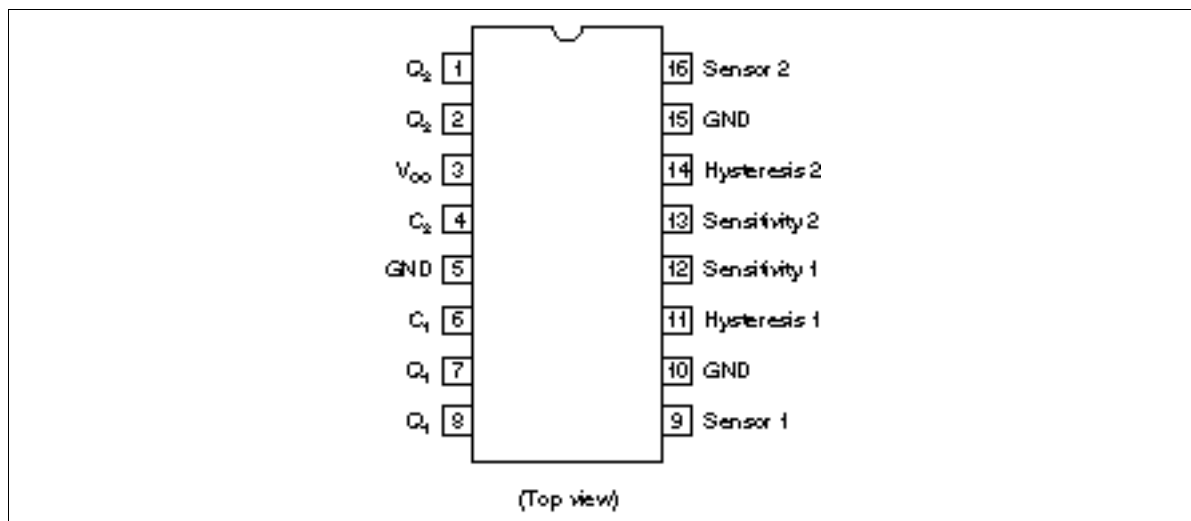 Q₂ 1 16 Sensor 2
Q₂ 2 15 GND
V_CC 3 14 Hysteresis 2
C₂ 4 13 Sensitivity 2
GND 5 12 Sensitivity 1
C₁ 6 11 Hysteresis 1
Q₁ 7 10 GND
Q₁ 8 9 Sensor 1
(Top view)